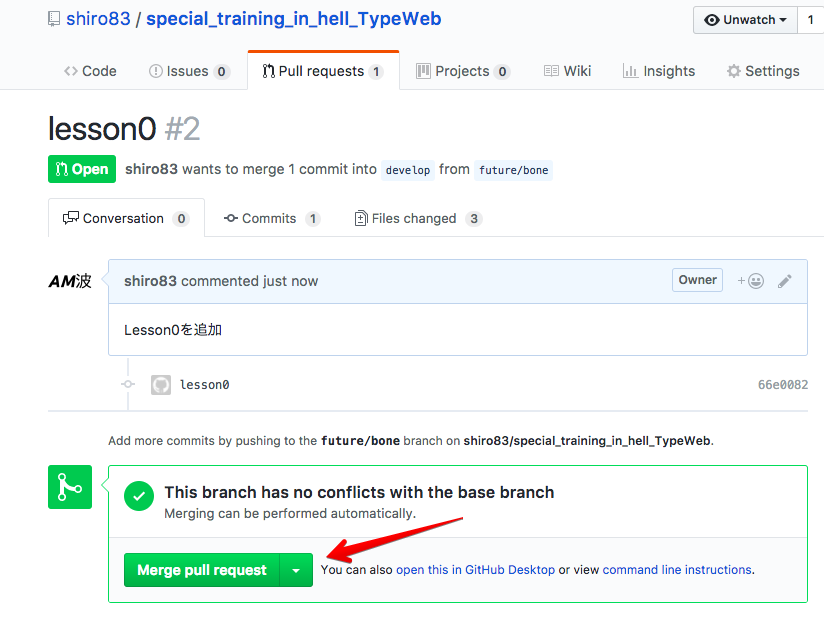 shiro83 / special_training_in_hell_TypeWeb
Unwatch 1
Code Issues 0 Pull requests 1 Projects 0 Wiki Insights Settings
lesson0 #2
Open shiro83 wants to merge 1 commit into develop from future/bone
Conversation 0 Commits 1 Files changed 3
AM波 shiro83 commented just now Owner
Lesson0を追加
lesson0 66e0082
Add more commits by pushing to the future/bone branch on shiro83/special_training_in_hell_TypeWeb.
This branch has no conflicts with the base branch
Merging can be performed automatically.
Merge pull request You can also open this in GitHub Desktop or view command line instructions.